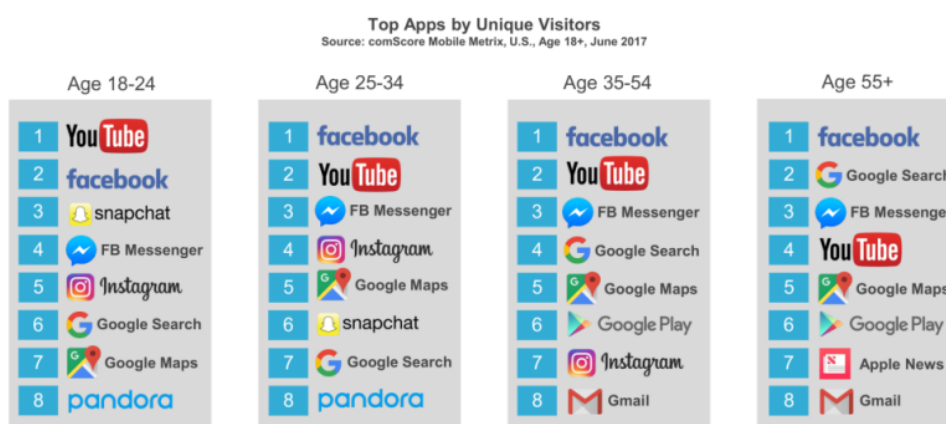 Top Apps by Unique Visitors
Source: comScore Mobile Metrix, U.S., Age 18+, June 2017
Age 18-24
1 YouTube
2 facebook
3 snapchat
4 FB Messenger
5 Instagram
6 Google Search
7 Google Maps
8 pandora
Age 25-34
1 facebook
2 YouTube
3 FB Messenger
4 Instagram
5 Google Maps
6 snapchat
7 Google Search
8 pandora
Age 35-54
1 facebook
2 YouTube
3 FB Messenger
4 Google Search
5 Google Maps
6 Google Play
7 Instagram
8 Gmail
Age 55+
1 facebook
2 Google Search
3 FB Messenge
4 YouTube
5 Google Maps
6 Google Play
7 Apple News
8 Gmail